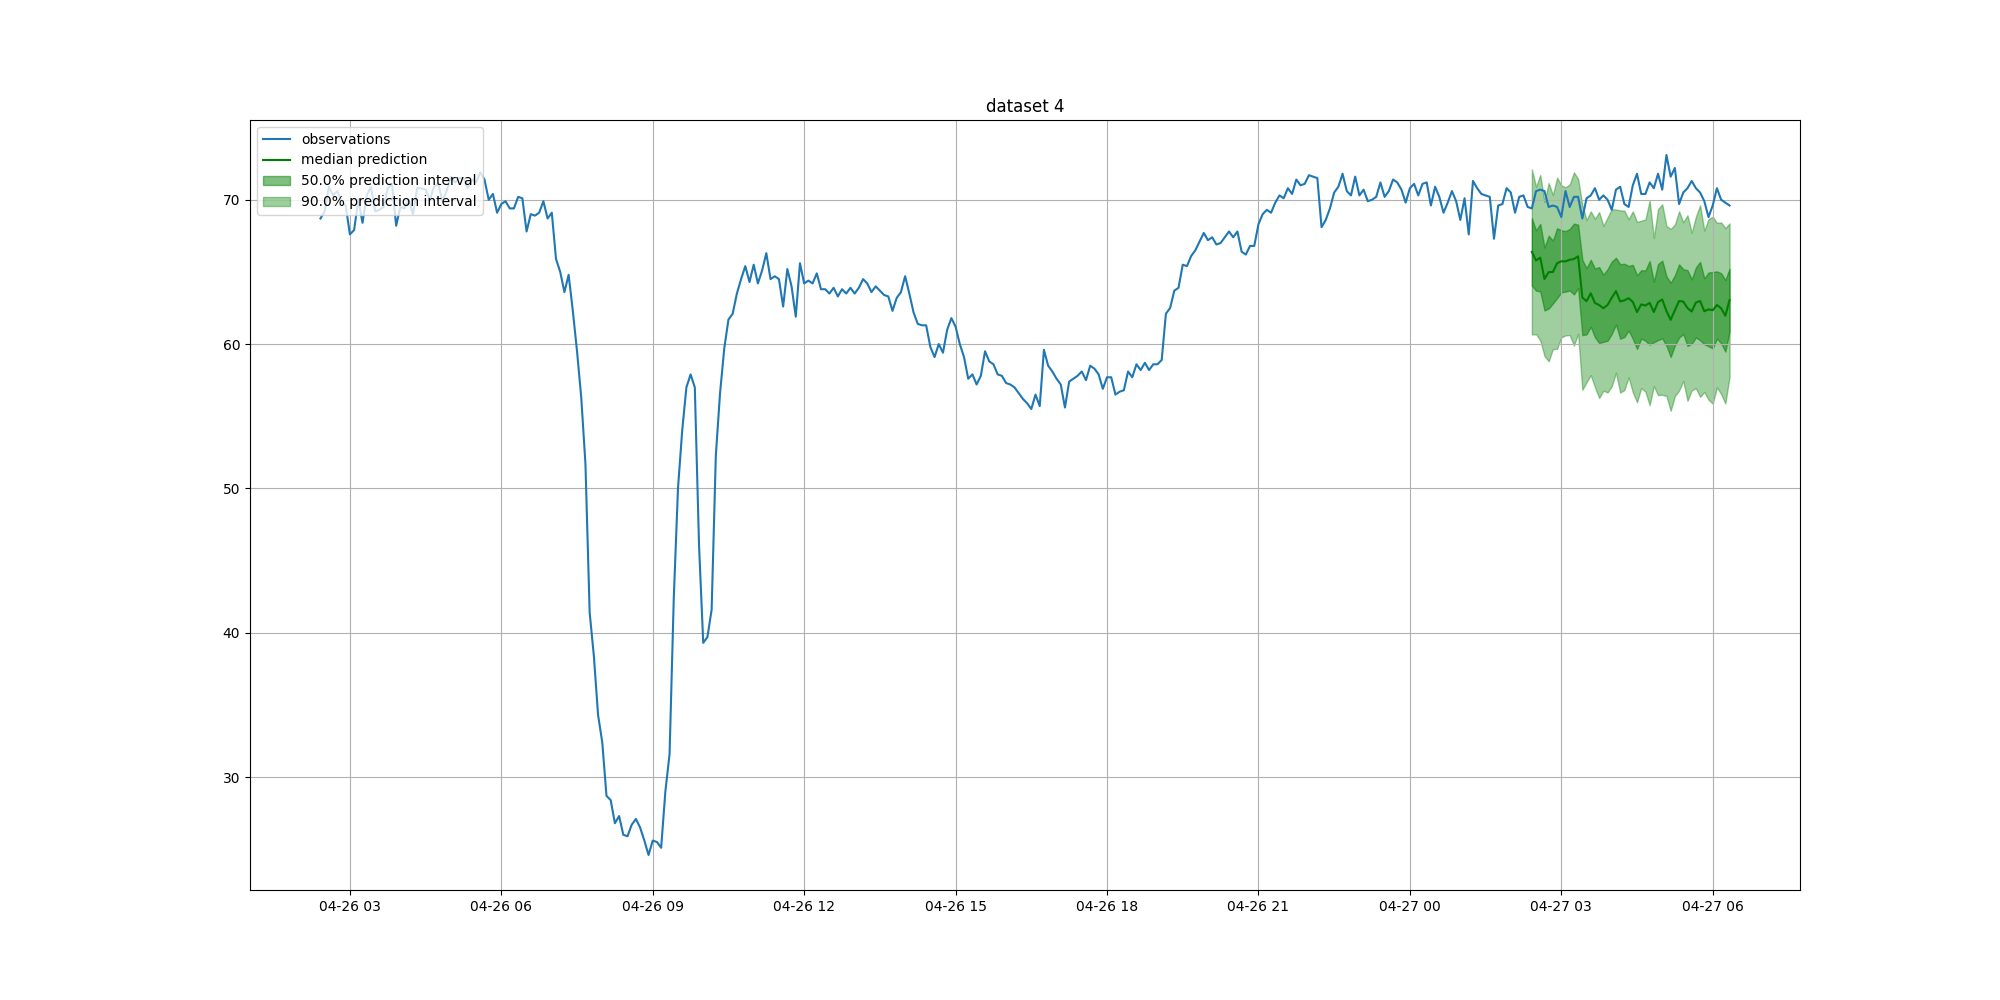 dataset 4
observations
median prediction
50.0% prediction interval
90.0% prediction interval
70
60
50
40
30
04-26 03 04-26 06 04-26 09 04-26 12 04-26 15 04-26 18 04-26 21 04-27 00 04-27 03 04-27 06